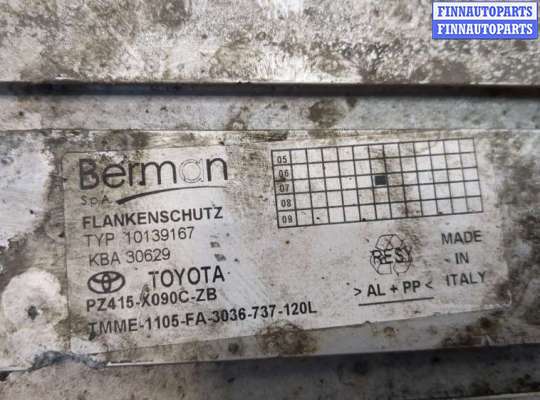 FINNAUTOPARTS
FINNAUTOPARTS
Berman
S.p.A.
FLANKENSCHUTZ
TYP 10139167
KBA 30629
TOYOTA
PZ415-X090C-ZB
TMME-1105-FA-3036-737-120L
05
06
07
08
09
RESY
> AL + PP <
MADE
IN
ITALY